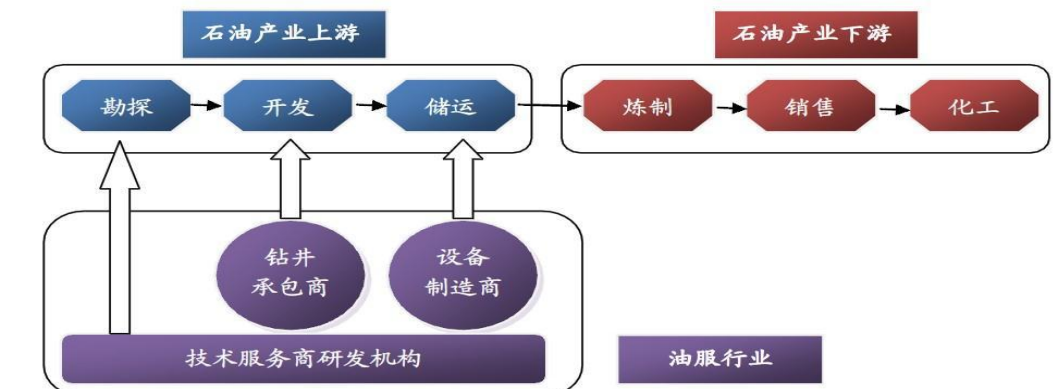 石油产业上游
石油产业下游
勘探
开发
储运
炼制
销售
化工
钻井
承包商
设备
制造商
技术服务商研发机构
油服行业